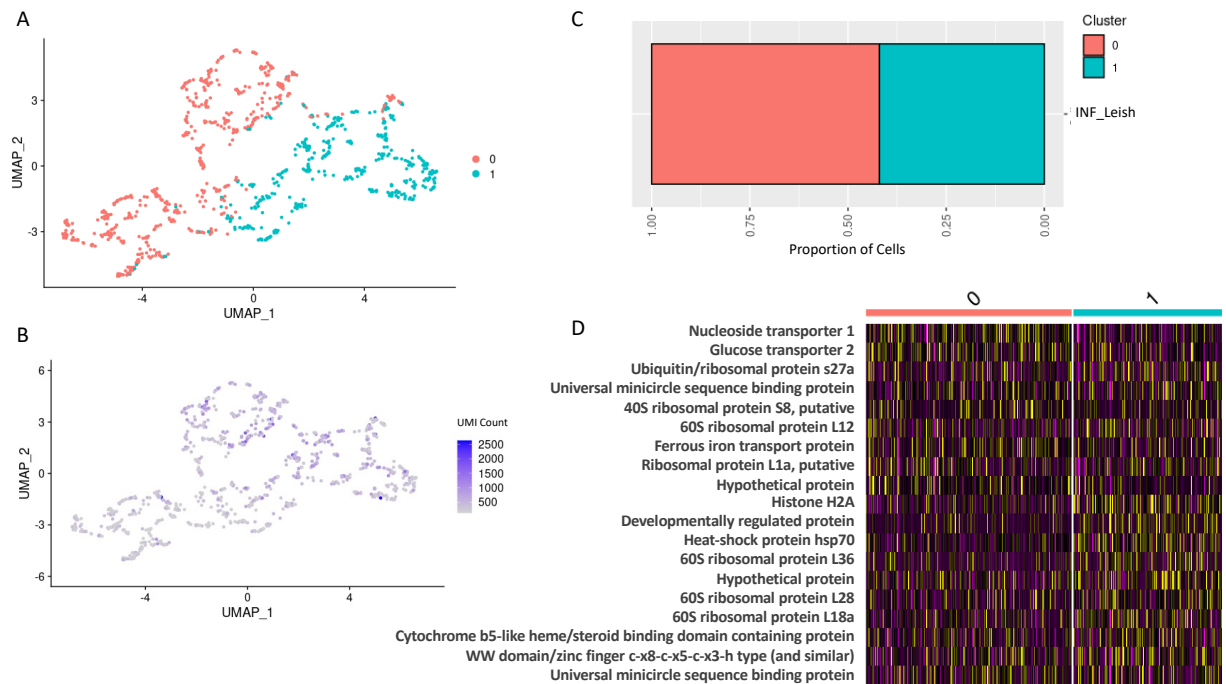 A
3
0
-3
UMAP_2
-4
0
4
UMAP_1
0
1
B
6
3
0
-3
-6
UMAP_2
-4
0
4
UMAP_1
UMI Count
2500
2000
1500
1000
500
C
Cluster
0
1
INF_Leish
1.00
0.75
0.50
0.25
0.00
Proportion of Cells
D
0
1
Nucleoside transporter 1
Glucose transporter 2
Ubiquitin/ribosomal protein s27a
Universal minicircle sequence binding protein
40S ribosomal protein S8, putative
60S ribosomal protein L12
Ferrous iron transport protein
Ribosomal protein L1a, putative
Hypothetical protein
Histone H2A
Developmentally regulated protein
Heat-shock protein hsp70
60S ribosomal protein L36
Hypothetical protein
60S ribosomal protein L28
60S ribosomal protein L18a
Cytochrome b5-like heme/steroid binding domain containing protein
WW domain/zinc finger c-x8-c-x5-c-x3-h type (and similar)
Universal minicircle sequence binding protein